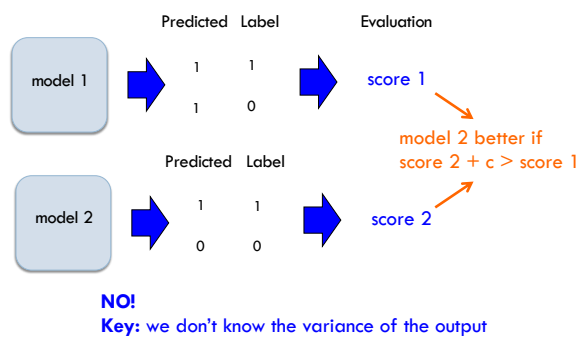 Predicted Label Evaluation
model 1
1 1
1 0
score 1
model 2 better if
score 2 + c > score 1
Predicted Label
model 2
1 1
0 0
score 2
NO!
Key: we don't know the variance of the output